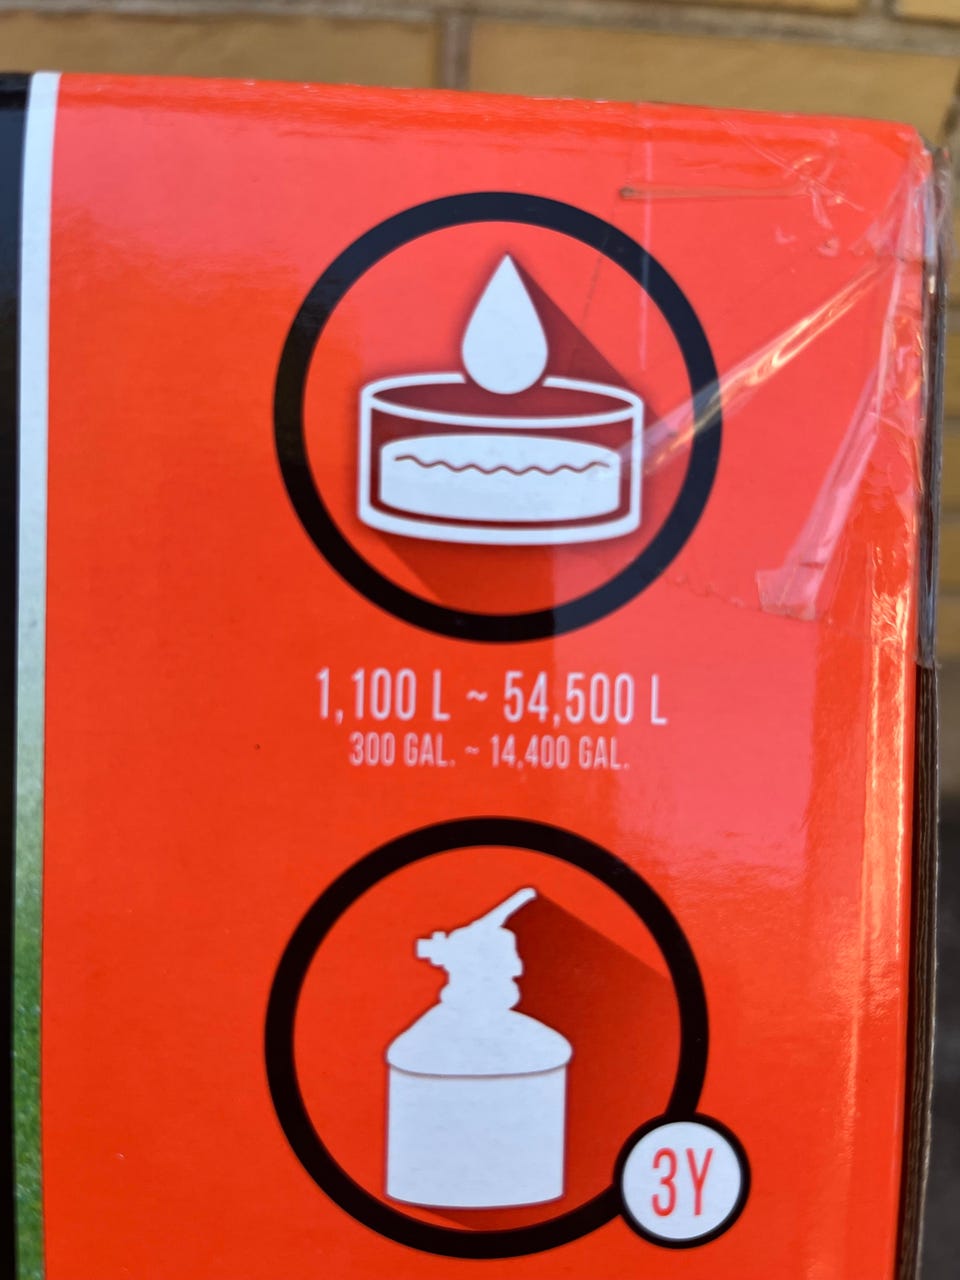 1,100 L ~ 54,500 L
300 GAL. ~ 14,400 GAL.
3Y